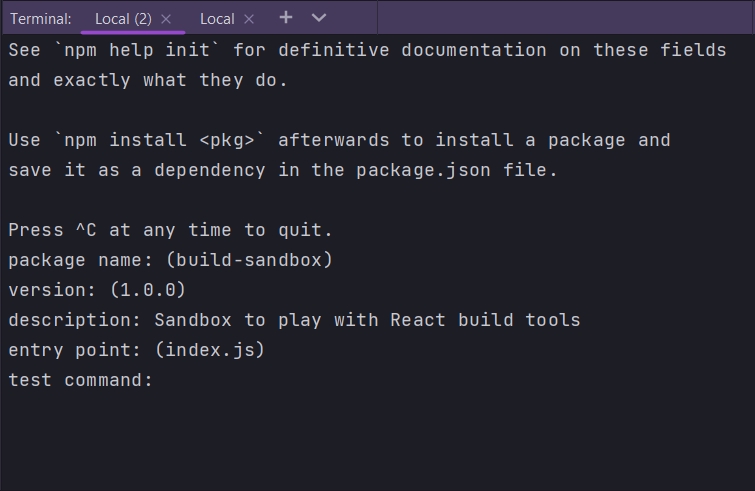 Terminal: Local (2) × Local × +
See `npm help init` for definitive documentation on these fields
and exactly what they do.
Use `npm install <pkg>` afterwards to install a package and
save it as a dependency in the package.json file.
Press ^C at any time to quit.
package name: (build-sandbox)
version: (1.0.0)
description: Sandbox to play with React build tools
entry point: (index.js)
test command: